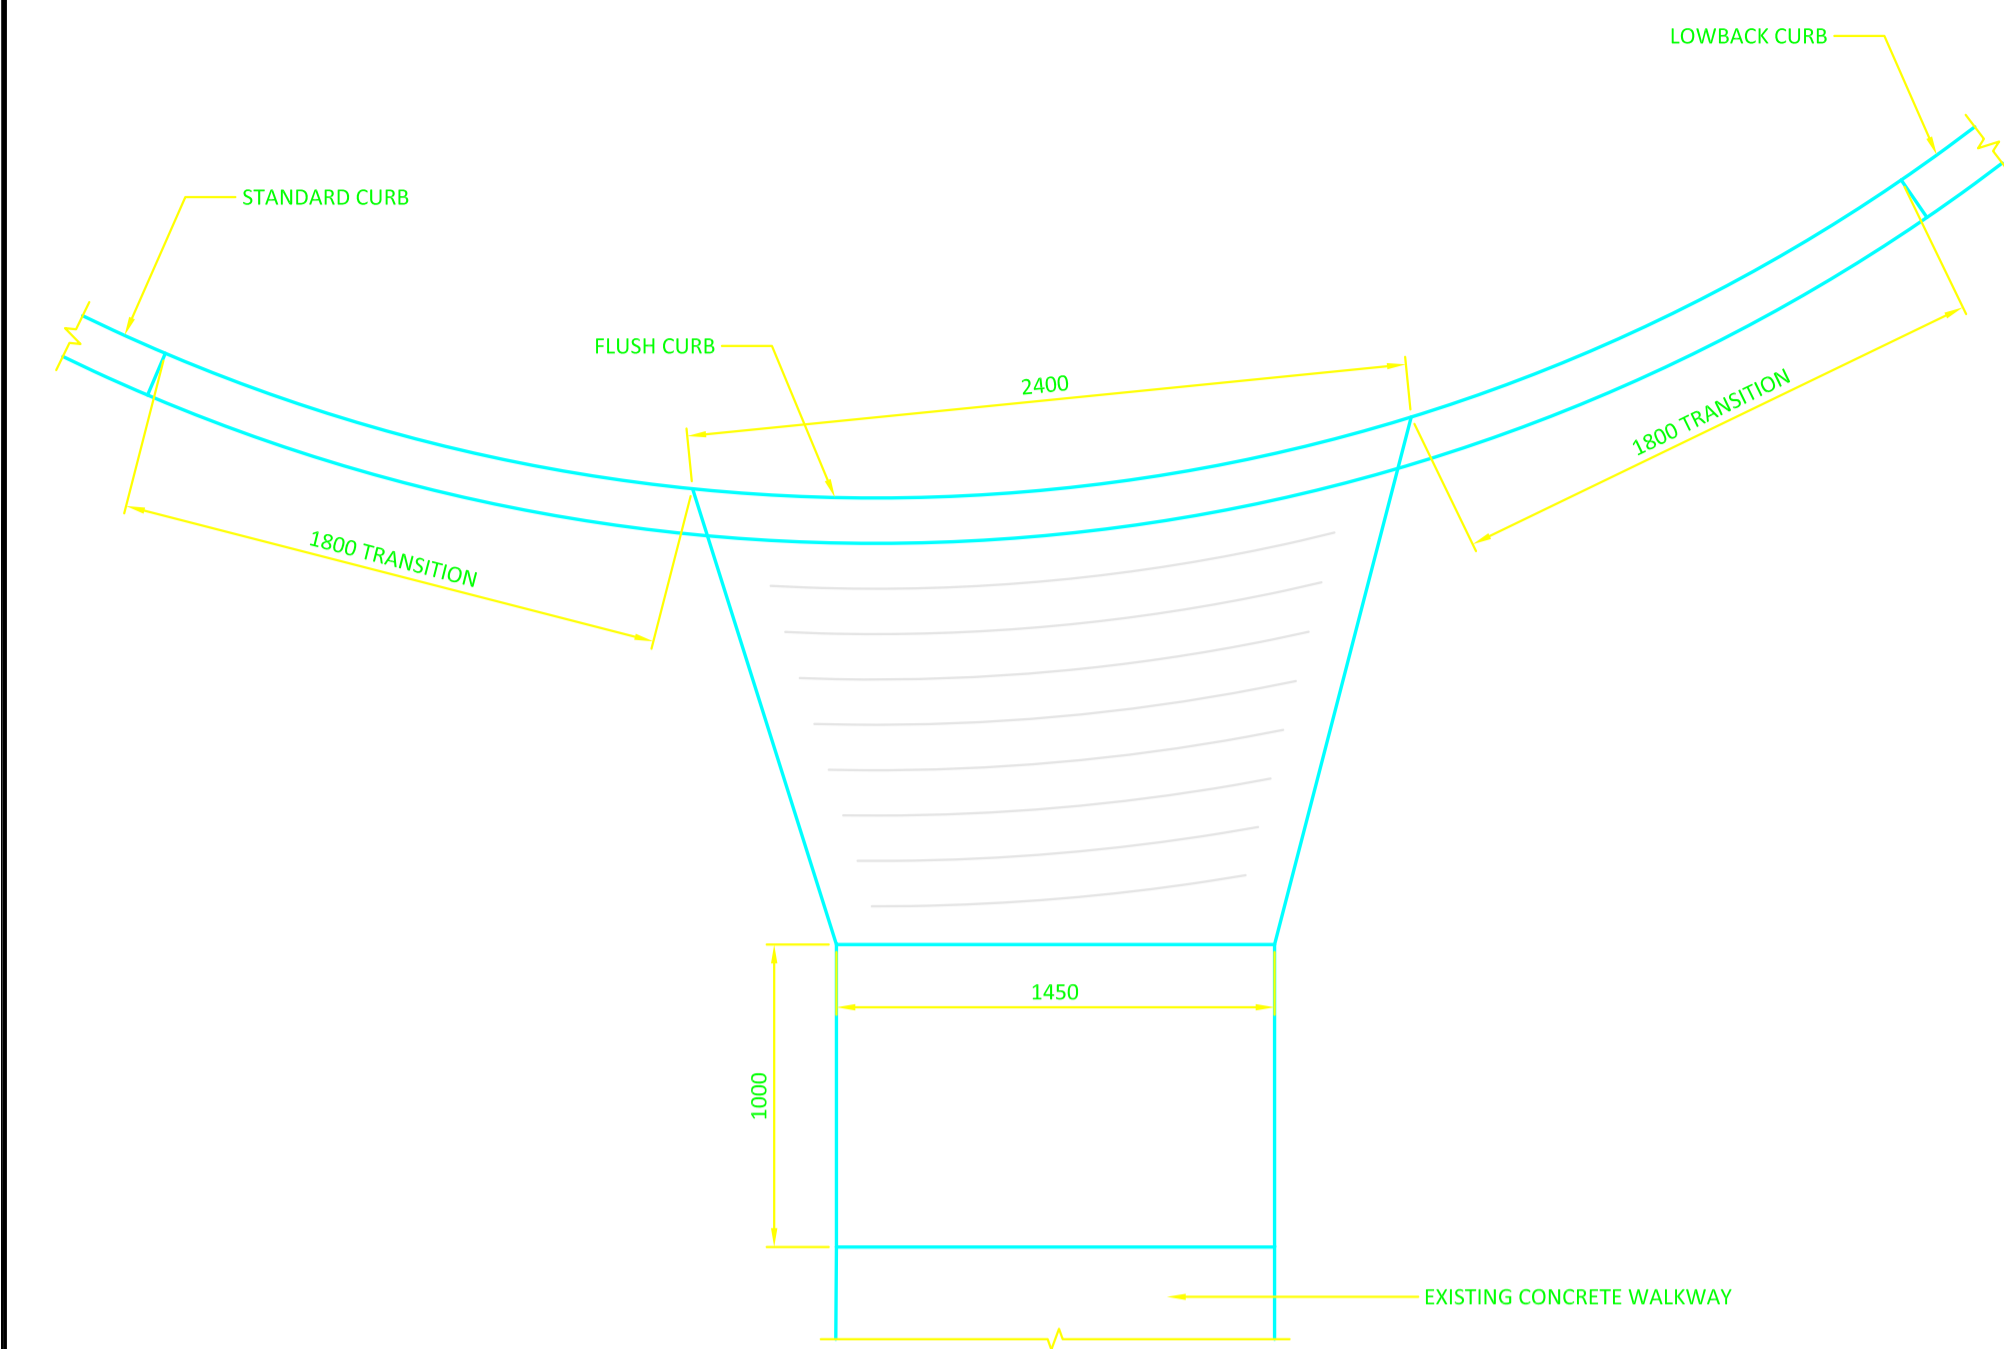 LOWBACK CURB
STANDARD CURB
FLUSH CURB
2400
1800 TRANSITION
1800 TRANSITION
1450
1000
EXISTING CONCRETE WALKWAY